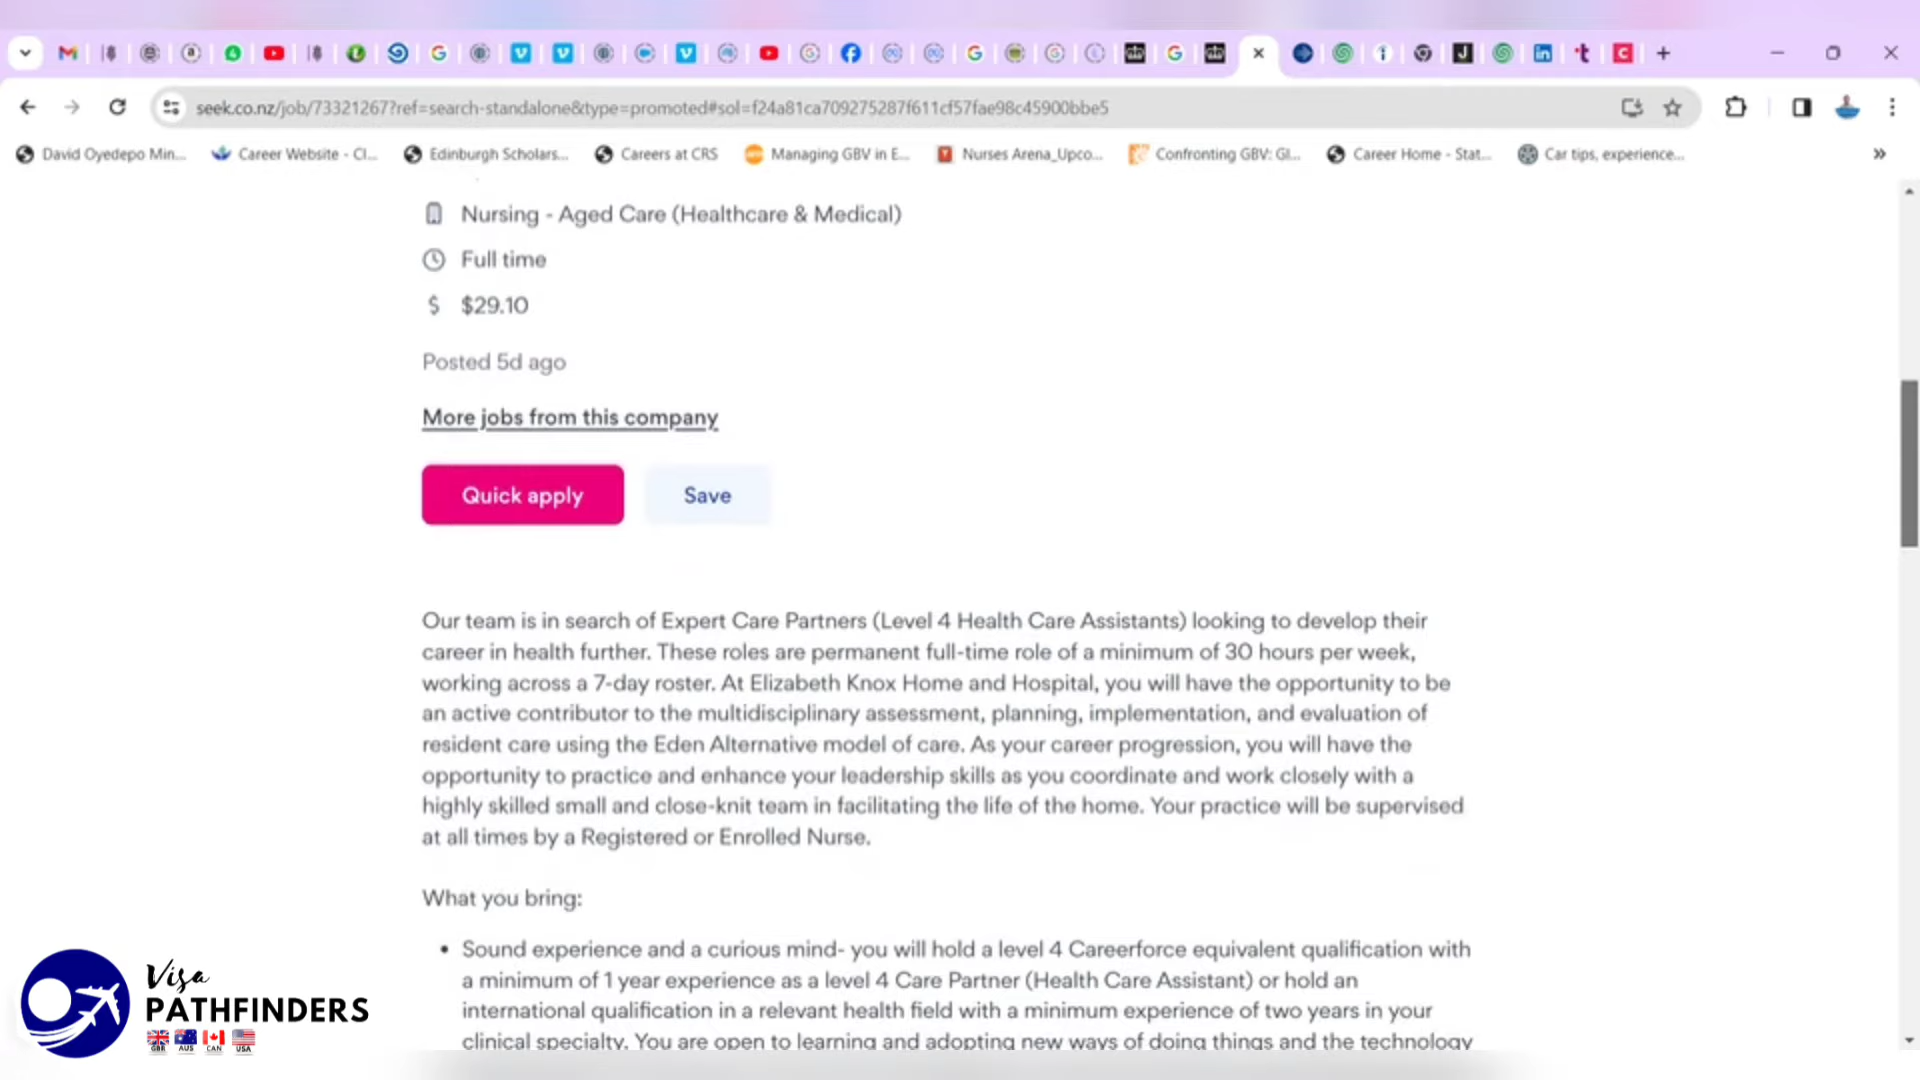 seek.co.nz/job/73321267?ref=search-standalone&type=promoted#sol=f24a81ca709275287f611cf57fae98c45900bbe5
David Oyedepo Min... Career Website - Cl... Edinburgh Scholars... Careers at CRS Managing GBV in E... Nurses Arena_Upco... Confronting GBV: Gl... Career Home - Stat... Car tips, experience...
Nursing - Aged Care (Healthcare & Medical)
Full time
$ $29.10
Posted 5d ago
More jobs from this company
Quick apply Save
Our team is in search of Expert Care Partners (Level 4 Health Care Assistants) looking to develop their
career in health further. These roles are permanent full-time role of a minimum of 30 hours per week,
working across a 7-day roster. At Elizabeth Knox Home and Hospital, you will have the opportunity to be
an active contributor to the multidisciplinary assessment, planning, implementation, and evaluation of
resident care using the Eden Alternative model of care. As your career progression, you will have the
opportunity to practice and enhance your leadership skills as you coordinate and work closely with a
highly skilled small and close-knit team in facilitating the life of the home. Your practice will be supervised
at all times by a Registered or Enrolled Nurse.
What you bring:
• Sound experience and a curious mind- you will hold a level 4 Careerforce equivalent qualification with
a minimum of 1 year experience as a level 4 Care Partner (Health Care Assistant) or hold an
international qualification in a relevant health field with a minimum experience of two years in your
clinical specialty. You are open to learning and adopting new ways of doing things and the technology
Visa
PATHFINDERS
GBR AUS CAN USA